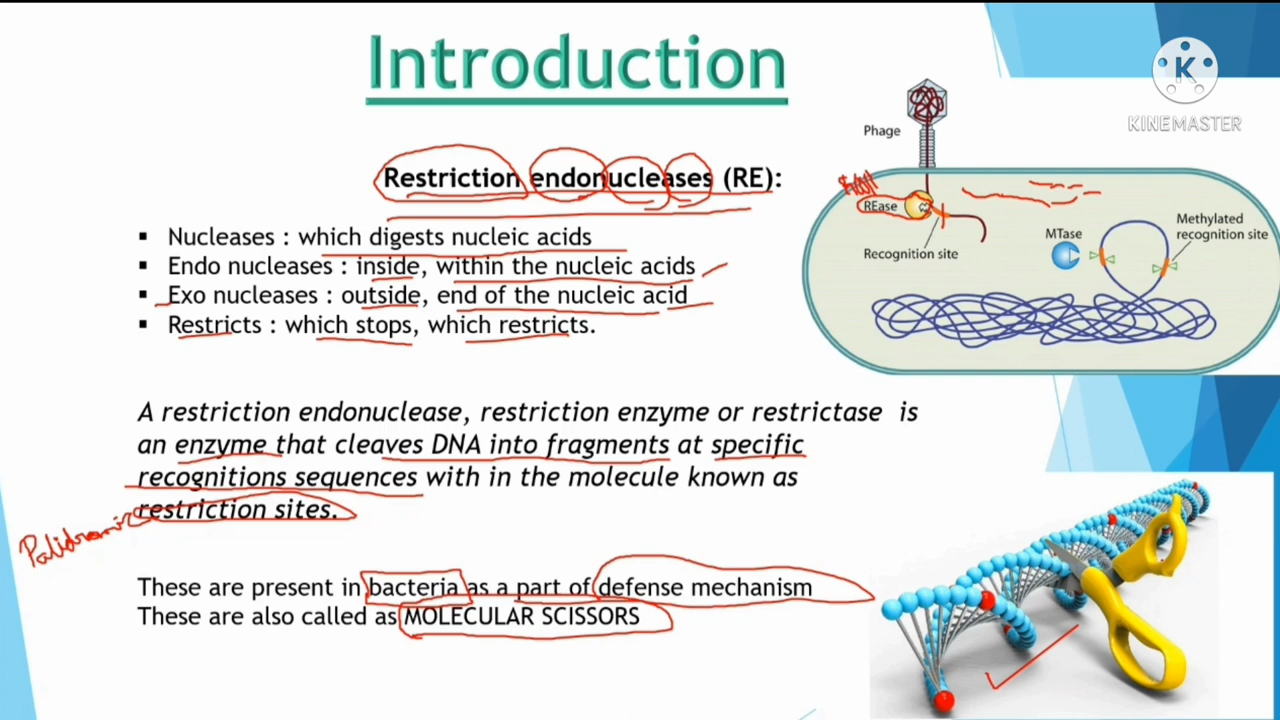 Introduction
Restriction endonucleases (RE):
▪ Nucleases : which digests nucleic acids
▪ Endo nucleases : inside, within the nucleic acids
▪ Exo nucleases : outside, end of the nucleic acid
▪ Restricts : which stops, which restricts.
A restriction endonuclease, restriction enzyme or restrictase is
an enzyme that cleaves DNA into fragments at specific
recognitions sequences with in the molecule known as
restriction sites.
These are present in bacteria as a part of defense mechanism
These are also called as MOLECULAR SCISSORS
K
KINEMASTER
Phage
REase
Recognition site
MTase
Methylated
recognition site